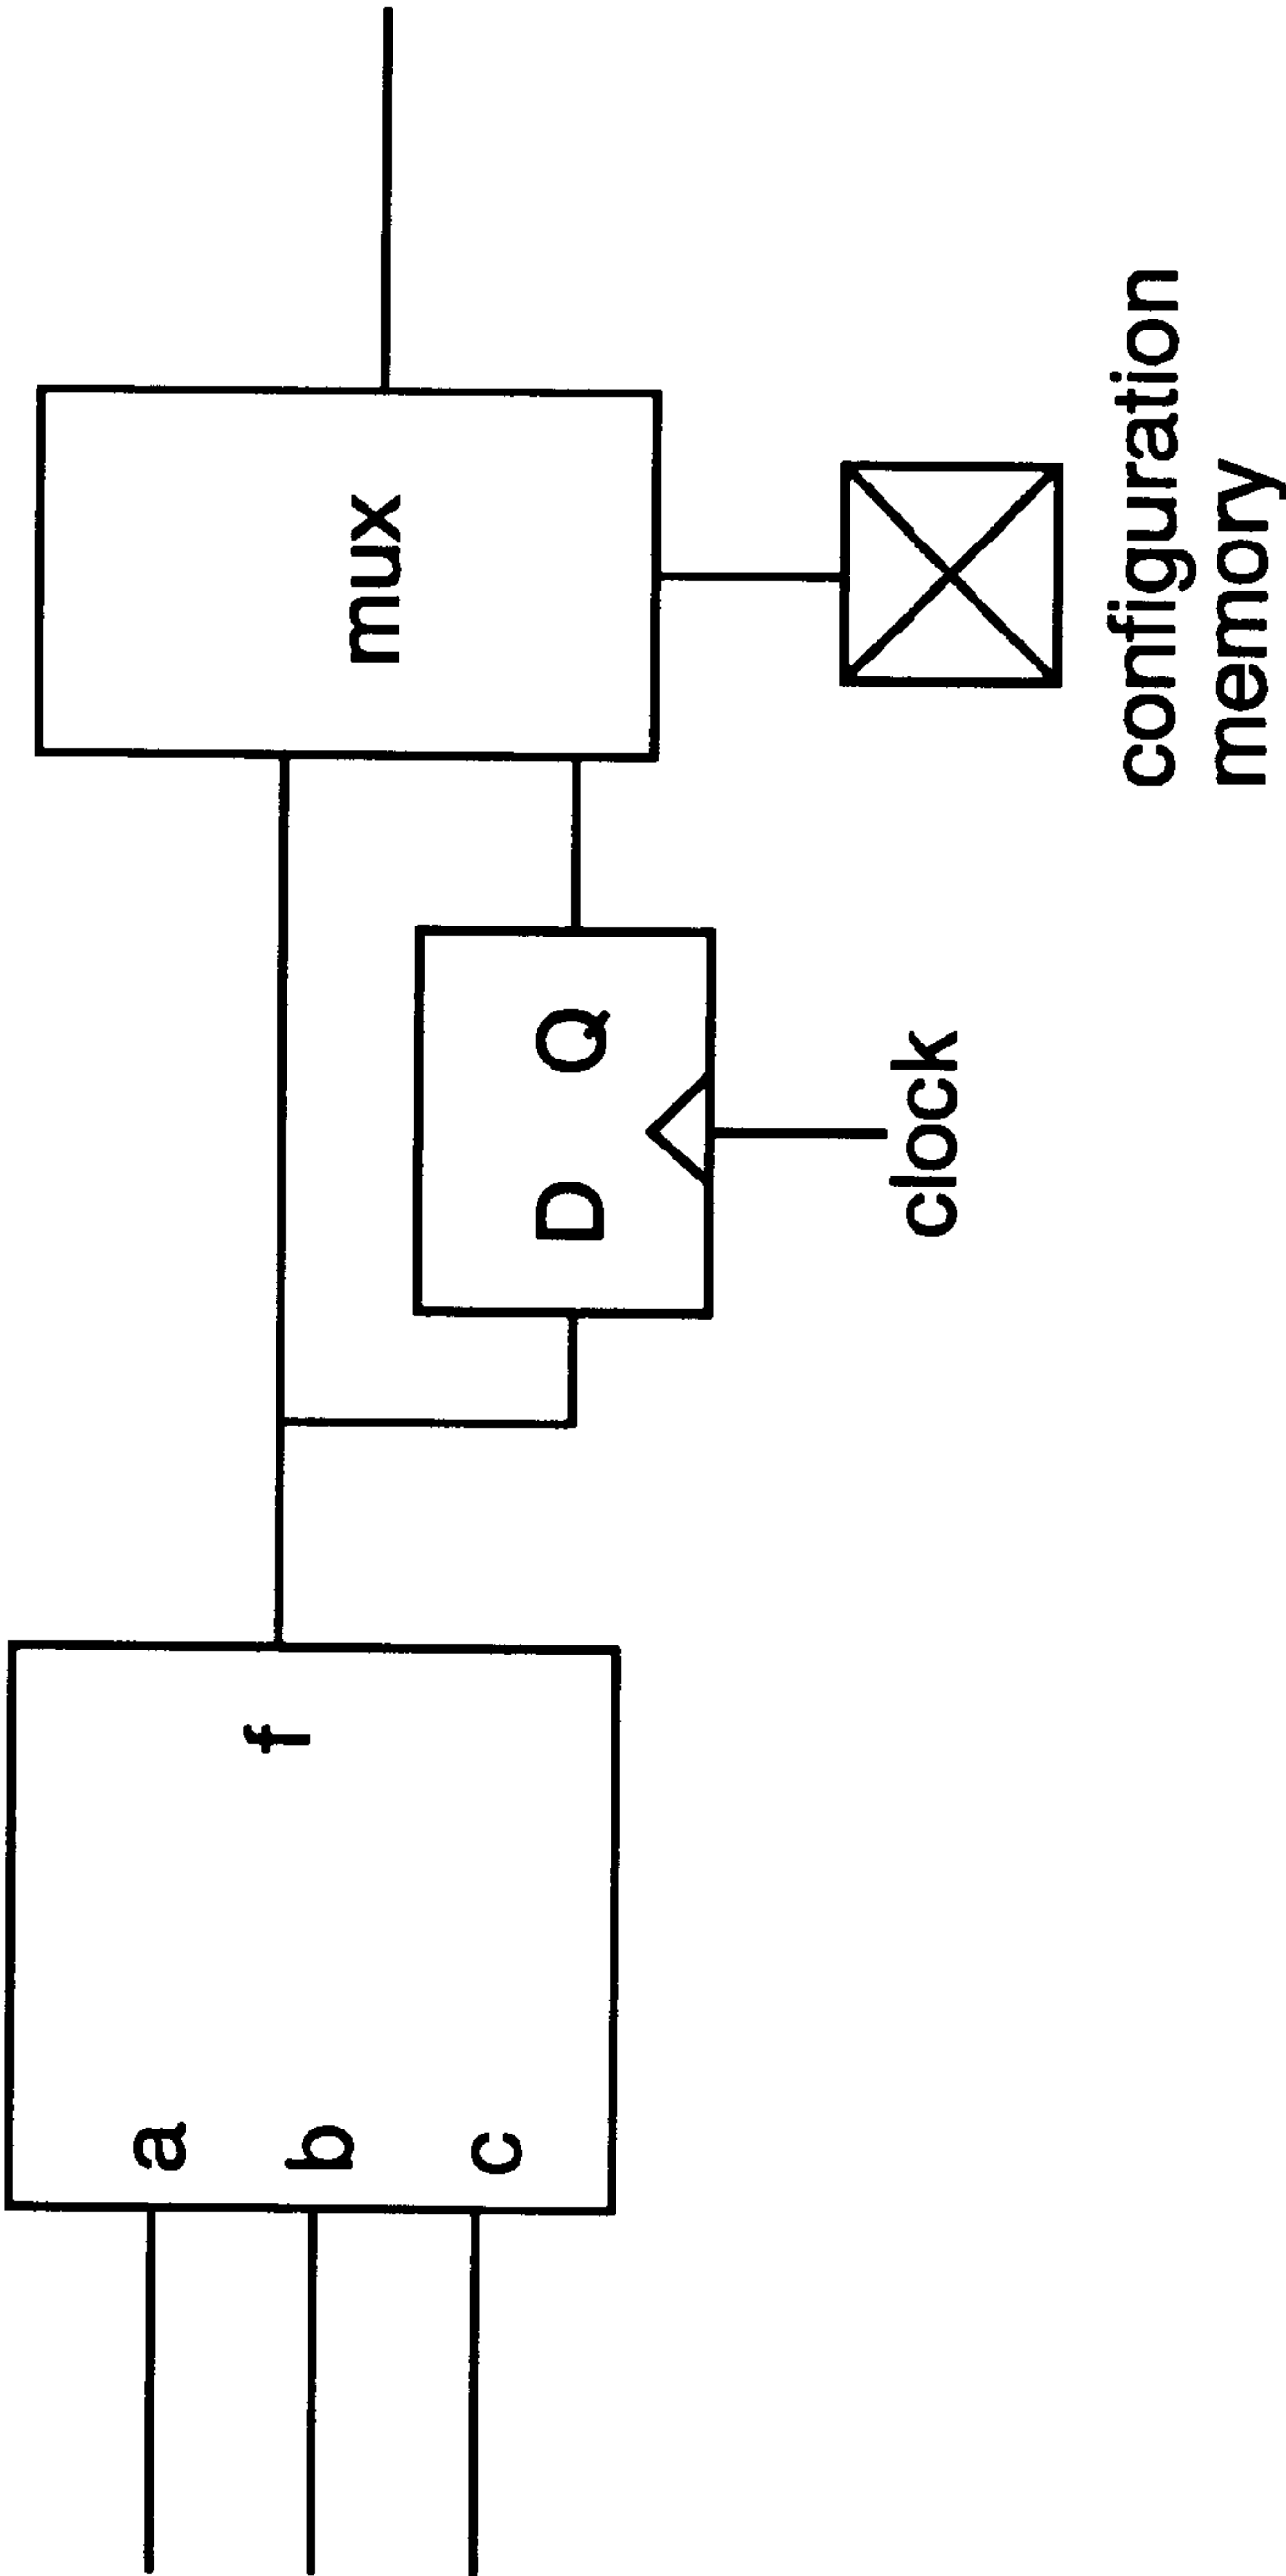 a
b
c
f
D Q
clock
mux
configuration
memory